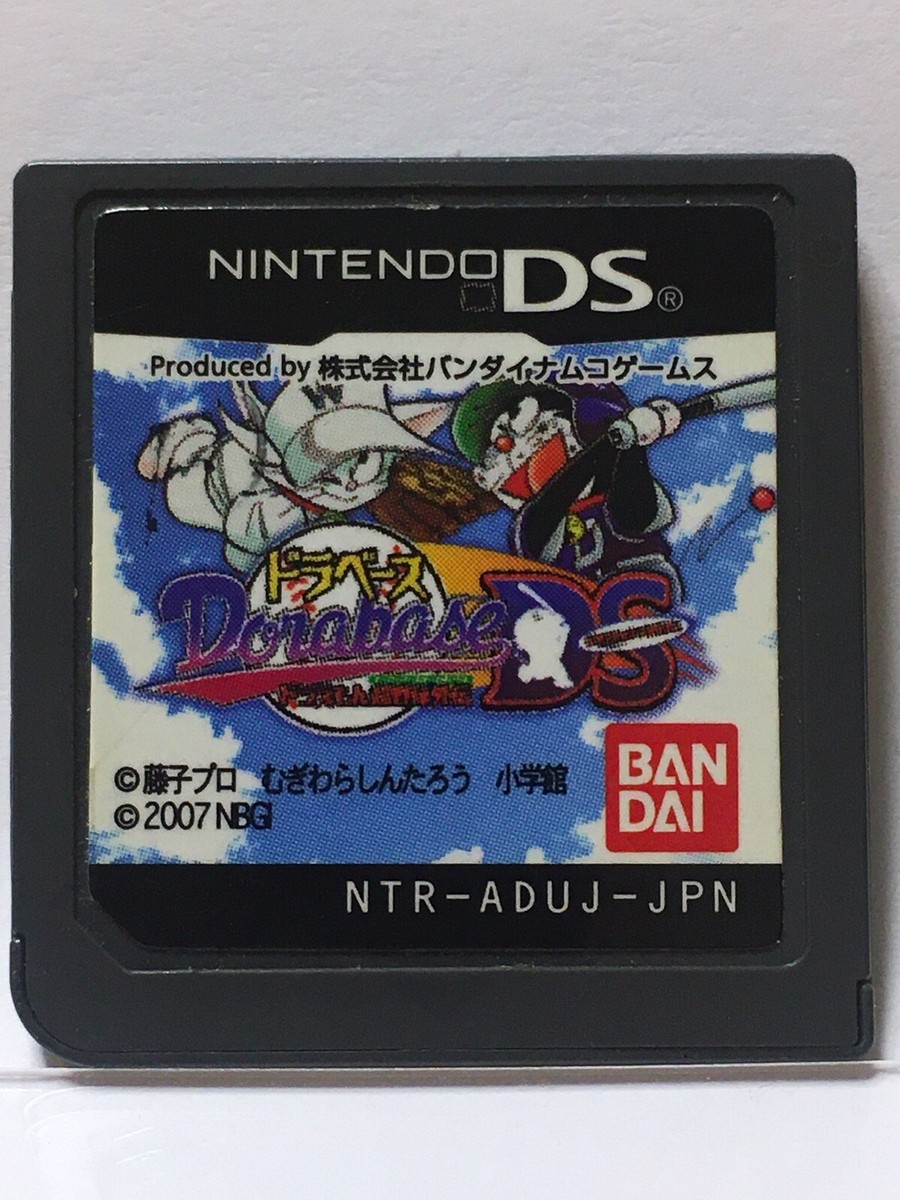 NINTENDO DS®
Produced by 株式会社バンダイナムコゲームス
W
D
ドラベース
Dorabase DS
©藤子プロ むぎわらしんたろう 小学館
©2007 NBGI
BAN
DAI
NTR-ADUJ-JPN